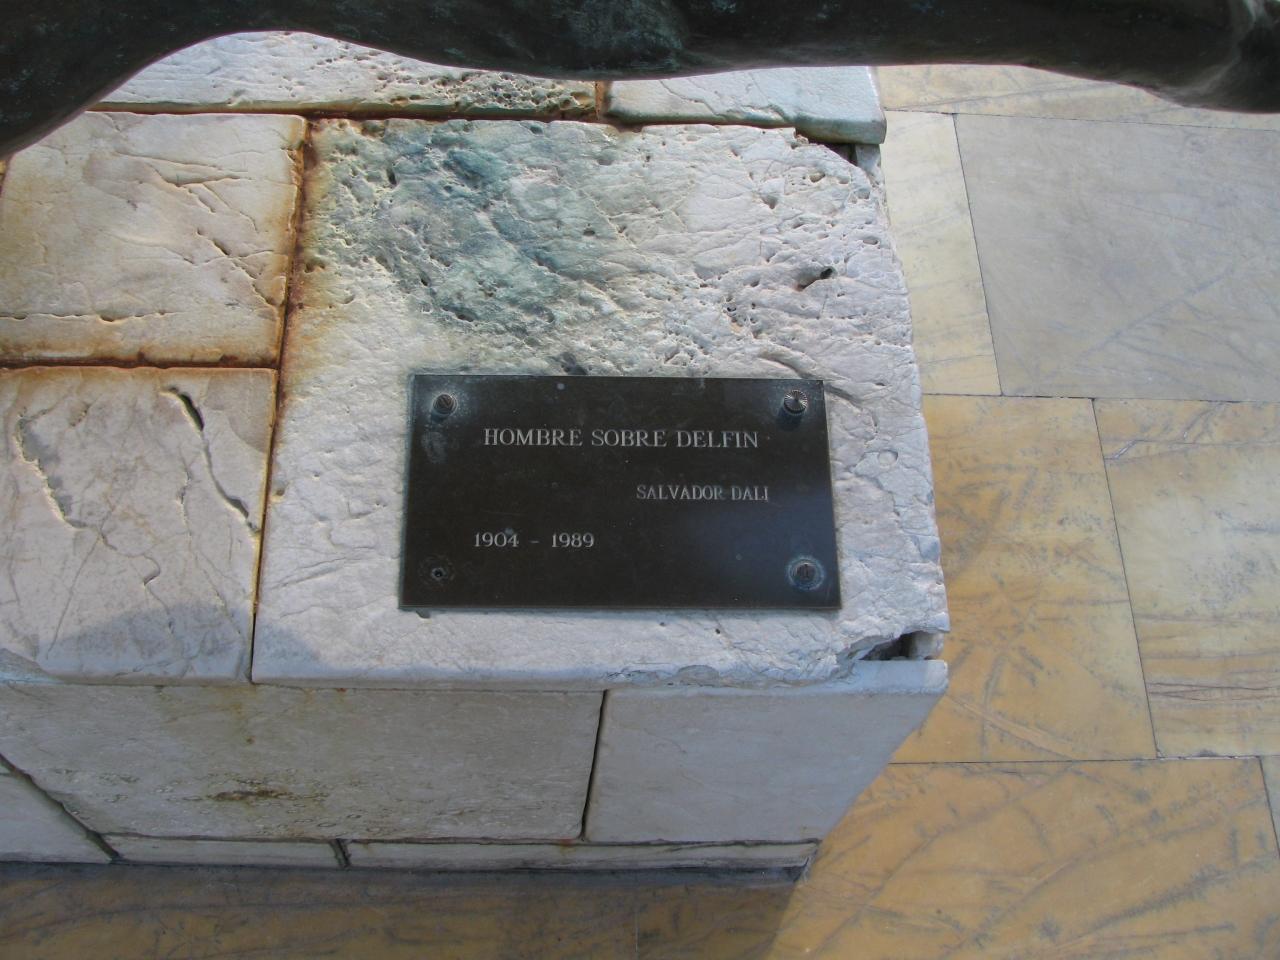 HOMBRE SOBRE DELFIN
SALVADOR DALI
1904 - 1989